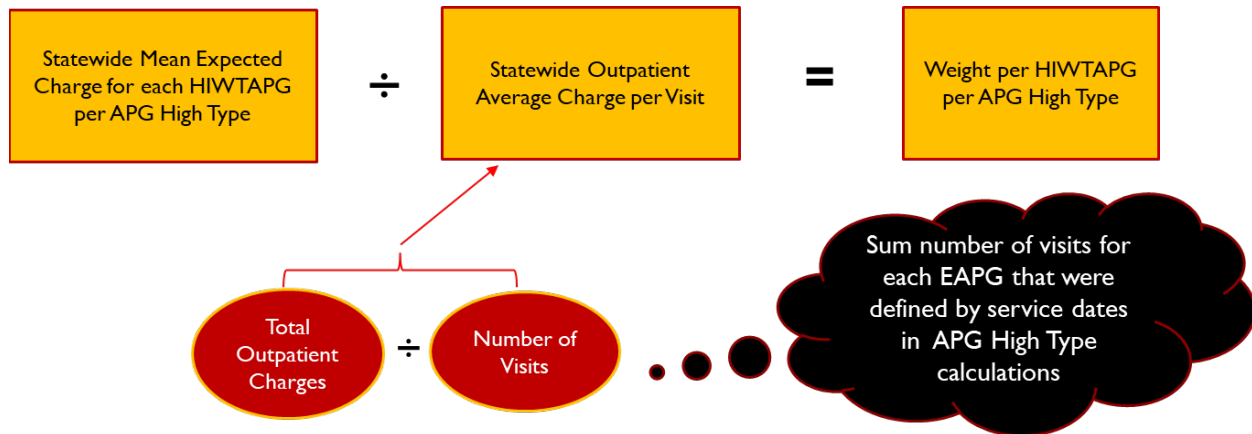 Statewide Mean Expected
Charge for each HIWTAPG
per APG High Type
÷
Statewide Outpatient
Average Charge per Visit
=
Weight per HIWTAPG
per APG High Type
Total
Outpatient
Charges
÷
Number of
Visits
Sum number of visits for
each EAPG that were
defined by service dates
in APG High Type
calculations